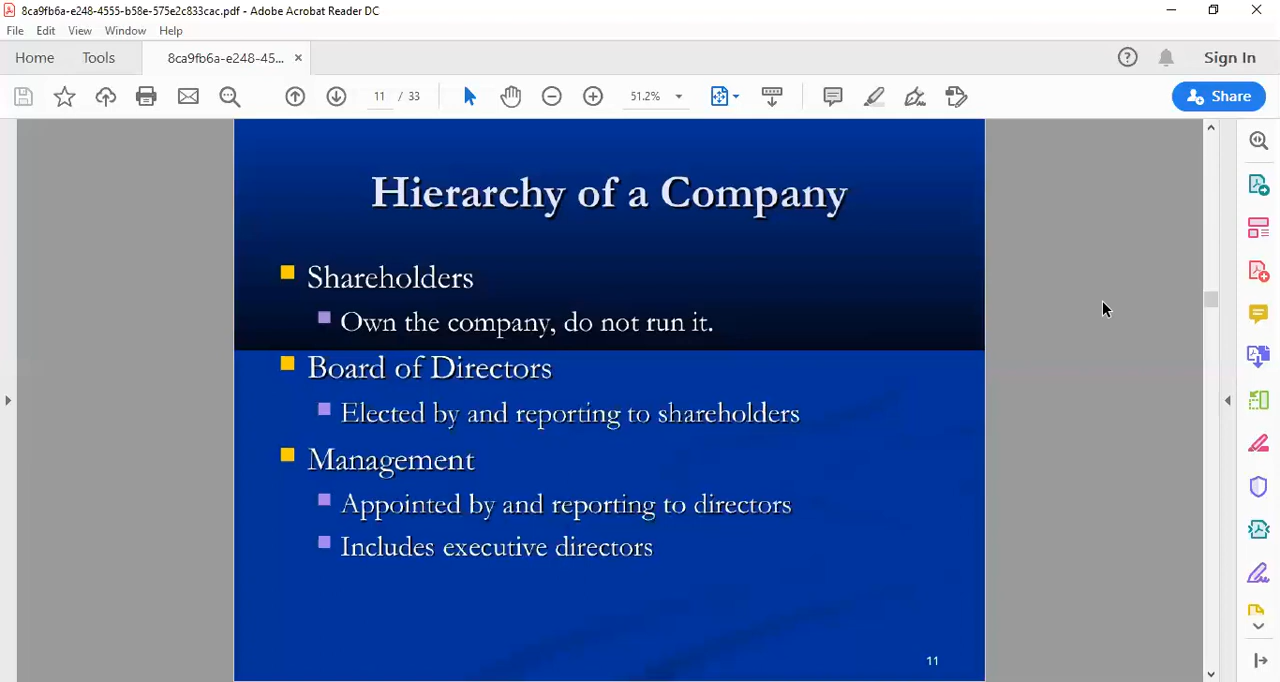 8ca9fb6a-e248-4555-b58e-575e2c833cac.pdf - Adobe Acrobat Reader DC
File Edit View Window Help
Home Tools 8ca9fb6a-e248-45... × Sign In
11 / 33 51.2% Share
Hierarchy of a Company
Shareholders
Own the company, do not run it.
Board of Directors
Elected by and reporting to shareholders
Management
Appointed by and reporting to directors
Includes executive directors
11